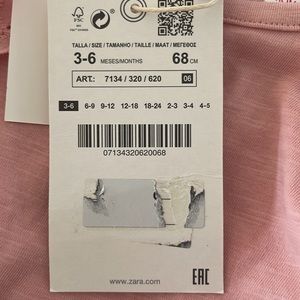 FSC
TALLA / SIZE / TAMANHO / TAILLE / MAAT / ΜΕΓΕΘΟΣ
3-6 MESES/MONTHS 68 CM
ART.: 7134 / 320 / 620 06
3-6 6-9 9-12 12-18 18-24 2-3 3-4 4-5
07134320620068
www.zara.com EAC